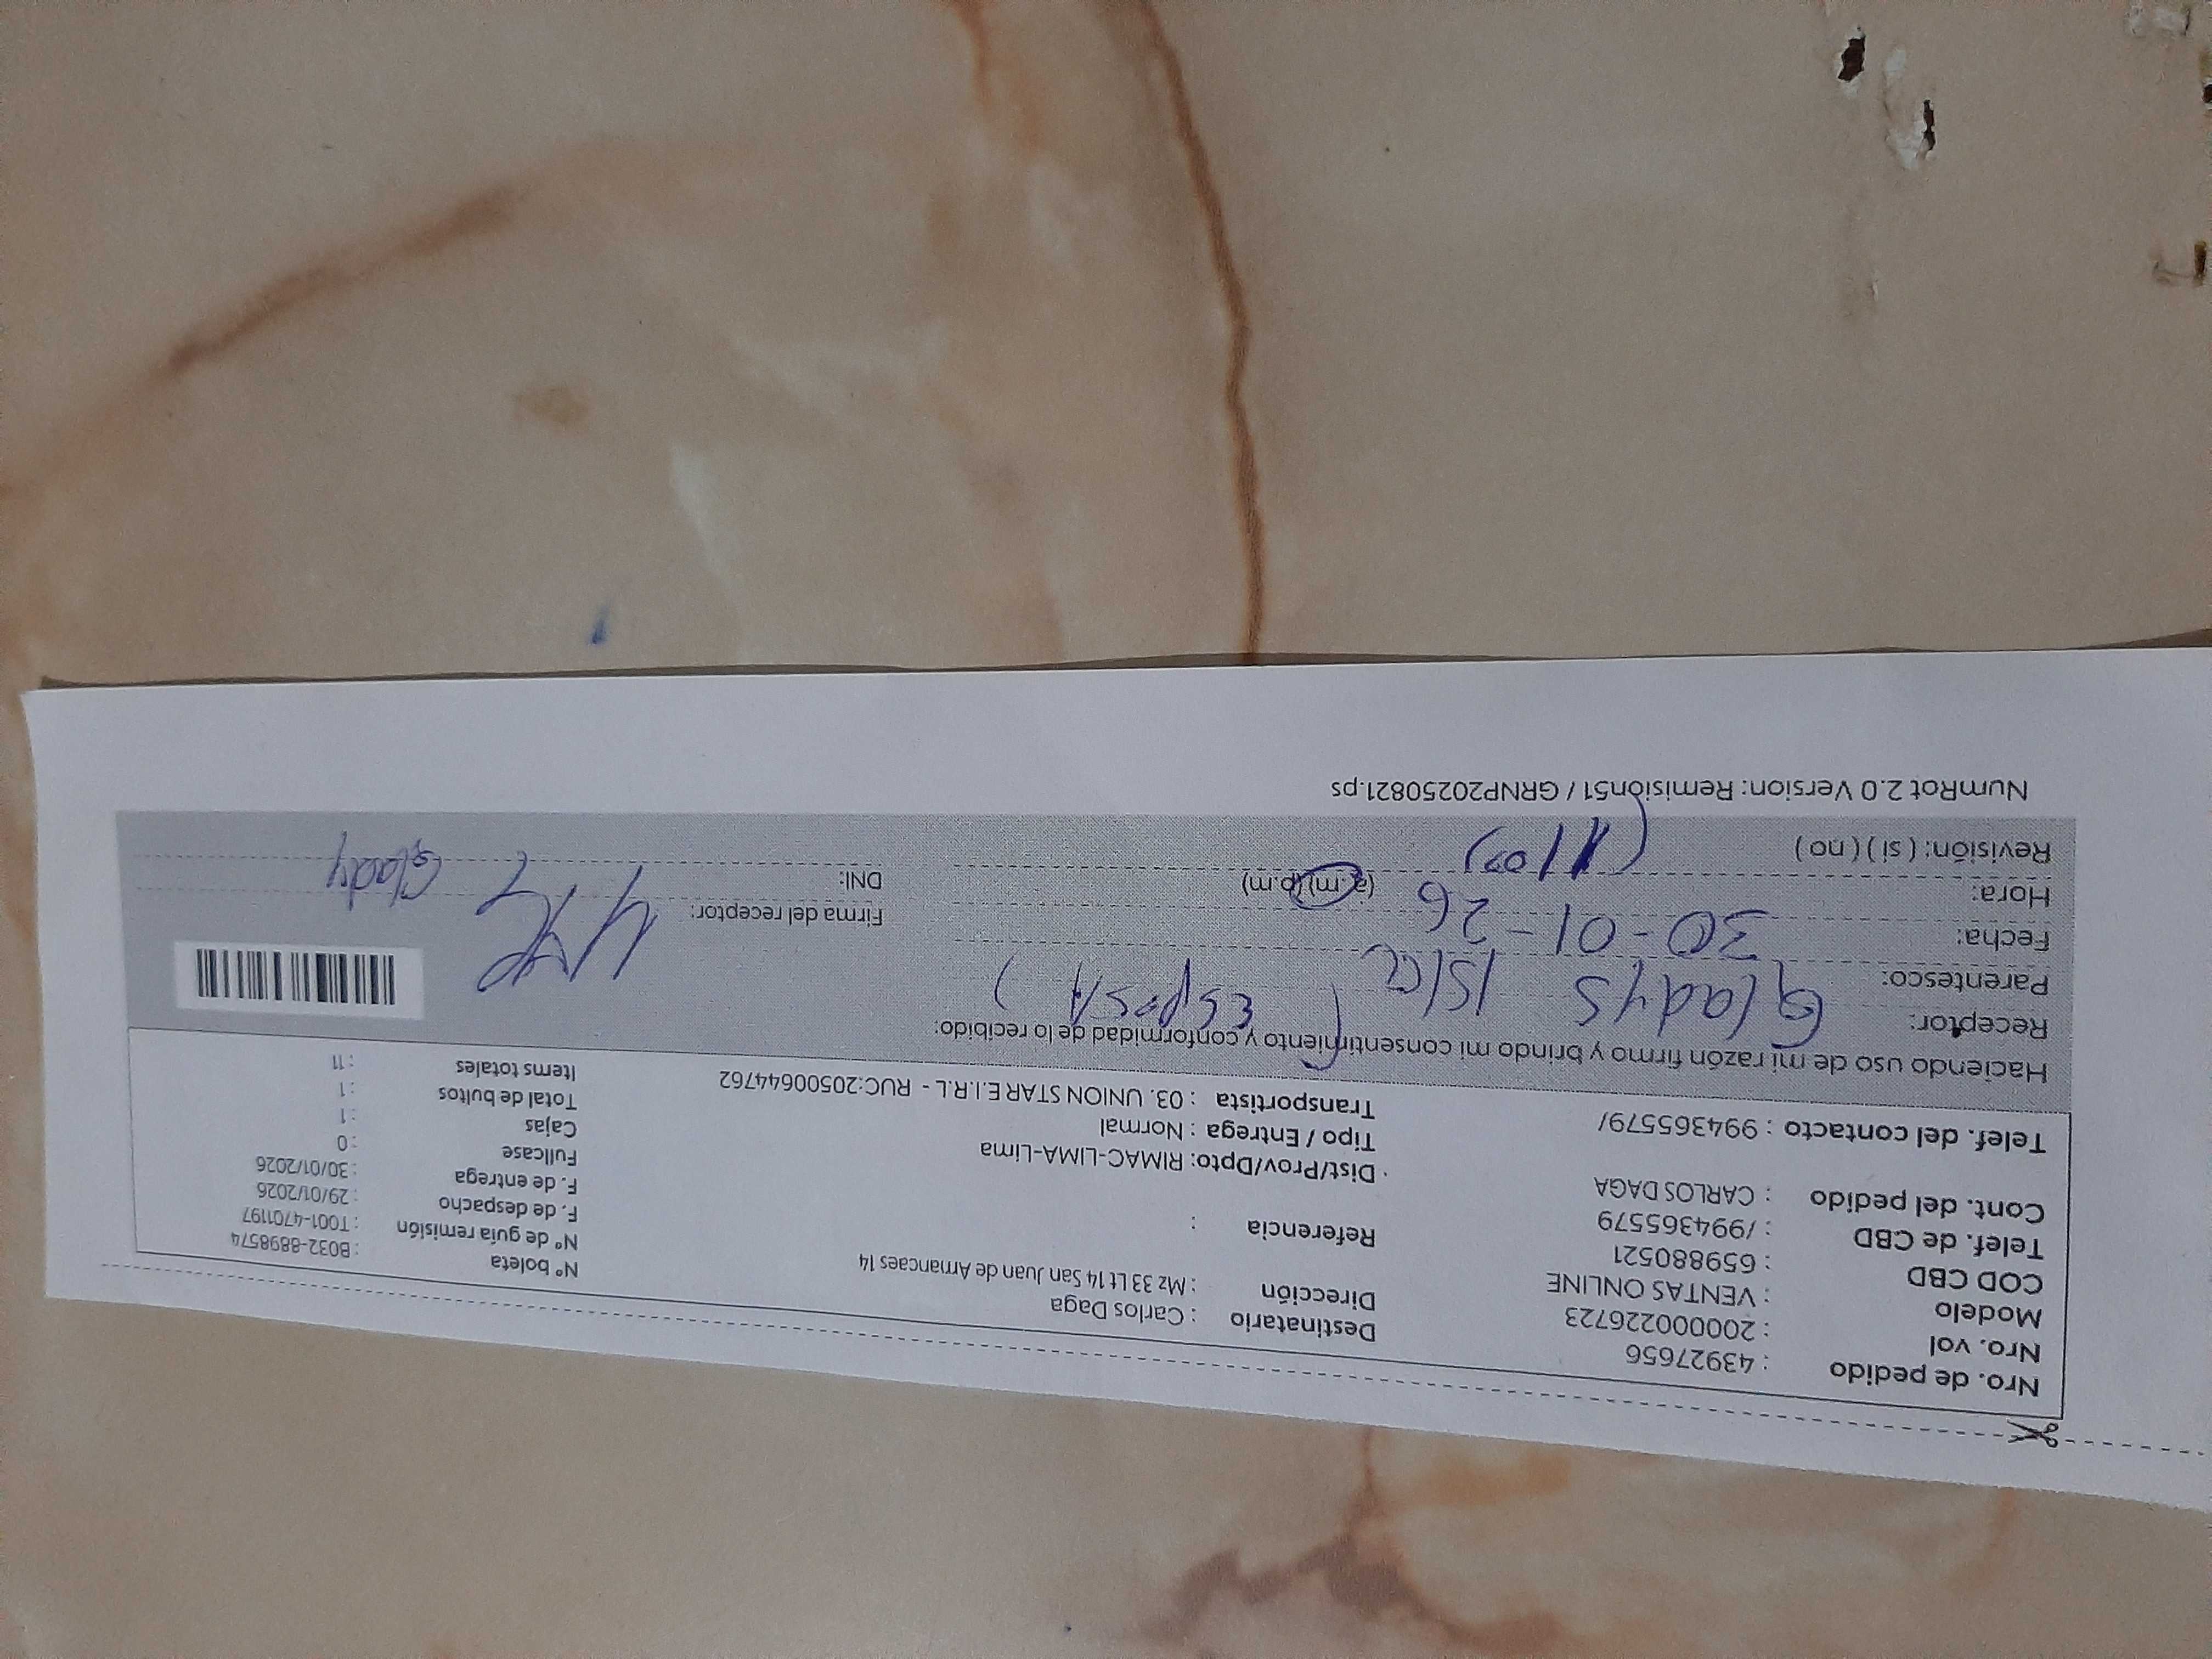 Nro. de pedido : 43927656
Nro. vol : 20000026723
Modelo : VENTAS ONLINE
COD CBD : 659880521
Telef. de CBD : /994365579
Cont. del pedido : CARLOS DAGA
Telef. del contacto : 994365579/
Destinatario : Carlos Daga
Dirección : Mz 33 Lt 14 San Juan de Amancaes 14
Referencia :
Dist/Prov/Dpto: RIMAC-LIMA-Lima
Tipo / Entrega : Normal
Transportista : 03. UNION STAR E.I.R.L - RUC:20500644762
N° boleta : B032-8898574
N° de guía remisión : T001-470197
F. de despacho : 29/01/2026
F. de entrega : 30/01/2026
Fullcase : 0
Cajas : 1
Total de bultos : 1
Items totales : 11
Haciendo uso de mi razón firmo y brindo mi consentimiento y conformidad de lo recibido:
Receptor: Gladys Isla (Esposa)
Parentesco:
Fecha: 30-01-26
Hora: (a.m) (p.m)
Revisión: ( si ) ( no )
Firma del receptor:
DNI:
Glady
NumRot 2.0 Version: Remisión51 / GRNP20250821.ps